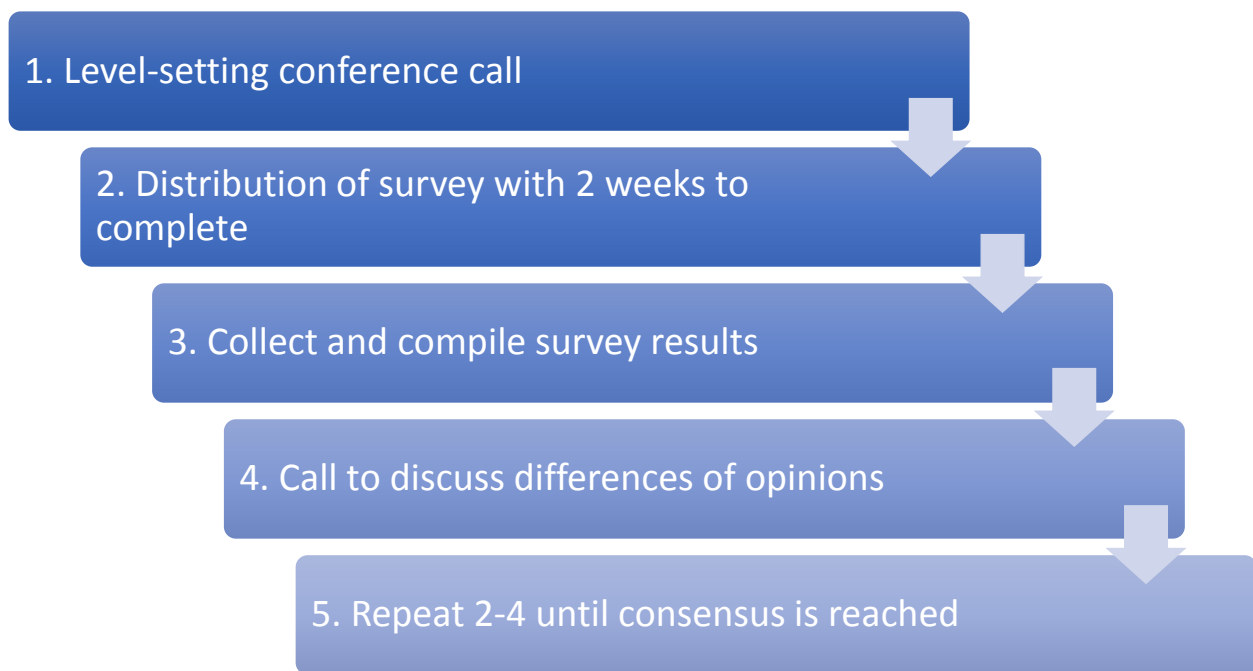 1. Level-setting conference call
2. Distribution of survey with 2 weeks to
complete
3. Collect and compile survey results
4. Call to discuss differences of opinions
5. Repeat 2-4 until consensus is reached